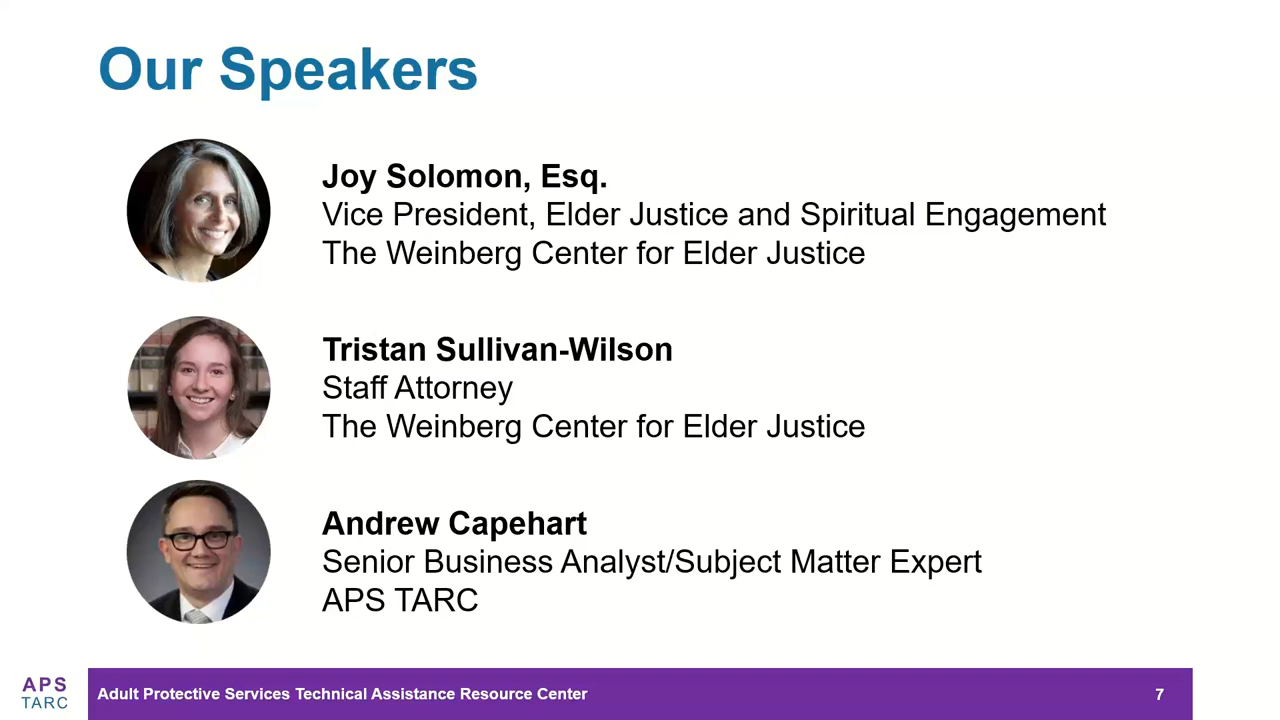 Our Speakers
Joy Solomon, Esq.
Vice President, Elder Justice and Spiritual Engagement
The Weinberg Center for Elder Justice
Tristan Sullivan-Wilson
Staff Attorney
The Weinberg Center for Elder Justice
Andrew Capehart
Senior Business Analyst/Subject Matter Expert
APS TARC
APS
TARC
Adult Protective Services Technical Assistance Resource Center
7